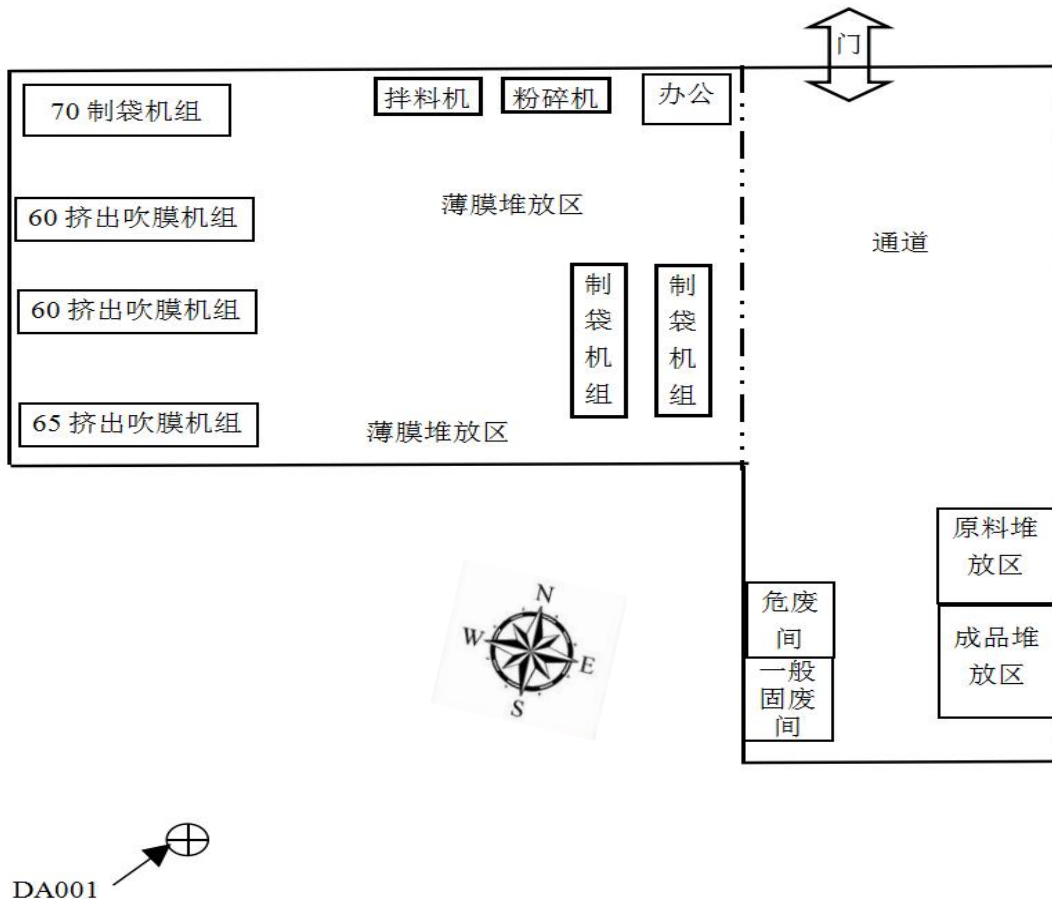 门
70 制袋机组
拌料机
粉碎机
办公
60 挤出吹膜机组
薄膜堆放区
通道
60 挤出吹膜机组
制
袋
机
组
制
袋
机
组
65 挤出吹膜机组
薄膜堆放区
原料堆
放区
危废
间
成品堆
放区
一般
固废
间
N
W
E
S
DA001